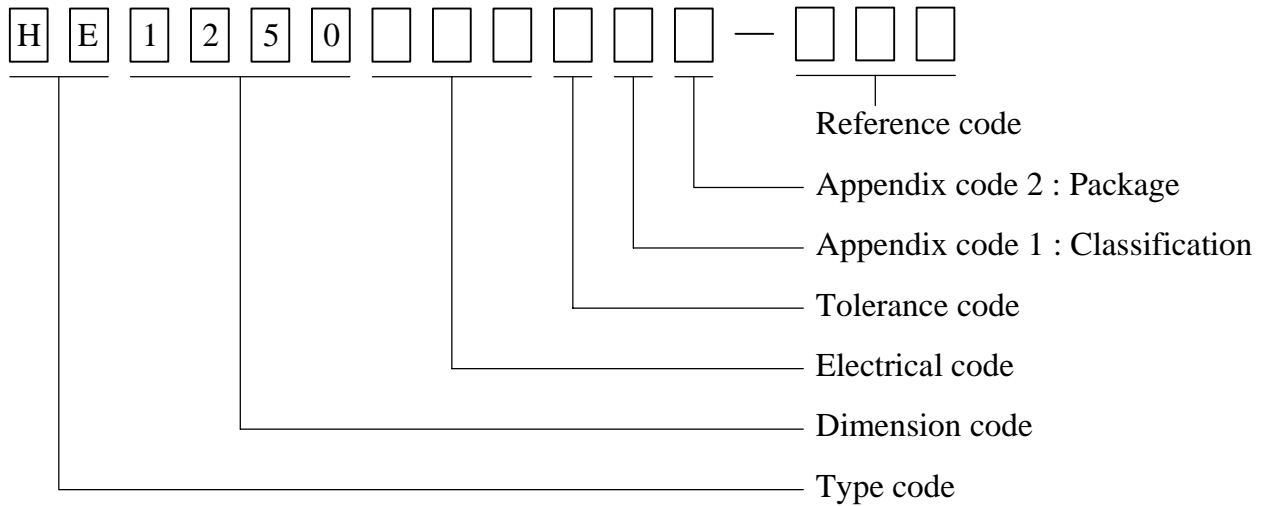 H E 1 2 5 0 —
Reference code
Appendix code 2 : Package
Appendix code 1 : Classification
Tolerance code
Electrical code
Dimension code
Type code